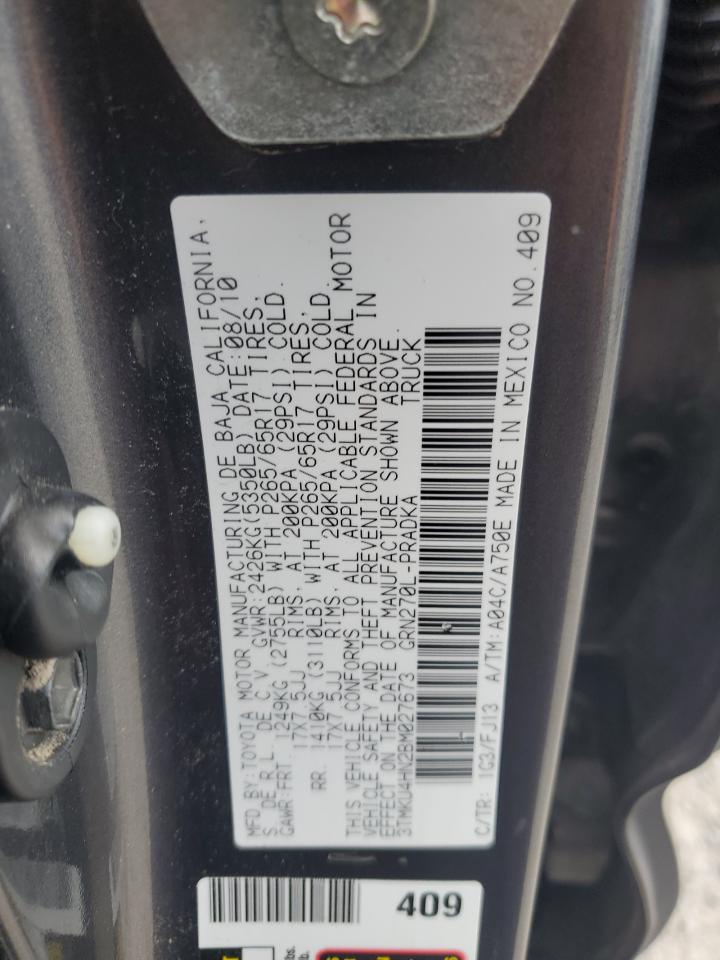 MFD BY:TOYOTA MOTOR MANUFACTURING DE BAJA CALIFORNIA,
S. DE R.L. DE C.V. GVWR:2426KG(5350LB) DATE:08/10
GAWR:FRT. 1249KG (2755LB) WITH P265/65R17 TIRES,
17X7.5JJ RIMS, AT 200KPA (29PSI) COLD.
RR. 1410KG (3110LB) WITH P265/65R17 TIRES,
17X7.5JJ RIMS, AT 200KPA (29PSI) COLD.
THIS VEHICLE CONFORMS TO ALL APPLICABLE FEDERAL MOTOR
VEHICLE SAFETY AND THEFT PREVENTION STANDARDS IN
EFFECT ON THE DATE OF MANUFACTURE SHOWN ABOVE.
3TMKU4HN2BM027673 GRN270L-PRADKA TRUCK
C/TR: 1G3/FJ13 A/TM:A04C/A750E MADE IN MEXICO NO.409
409